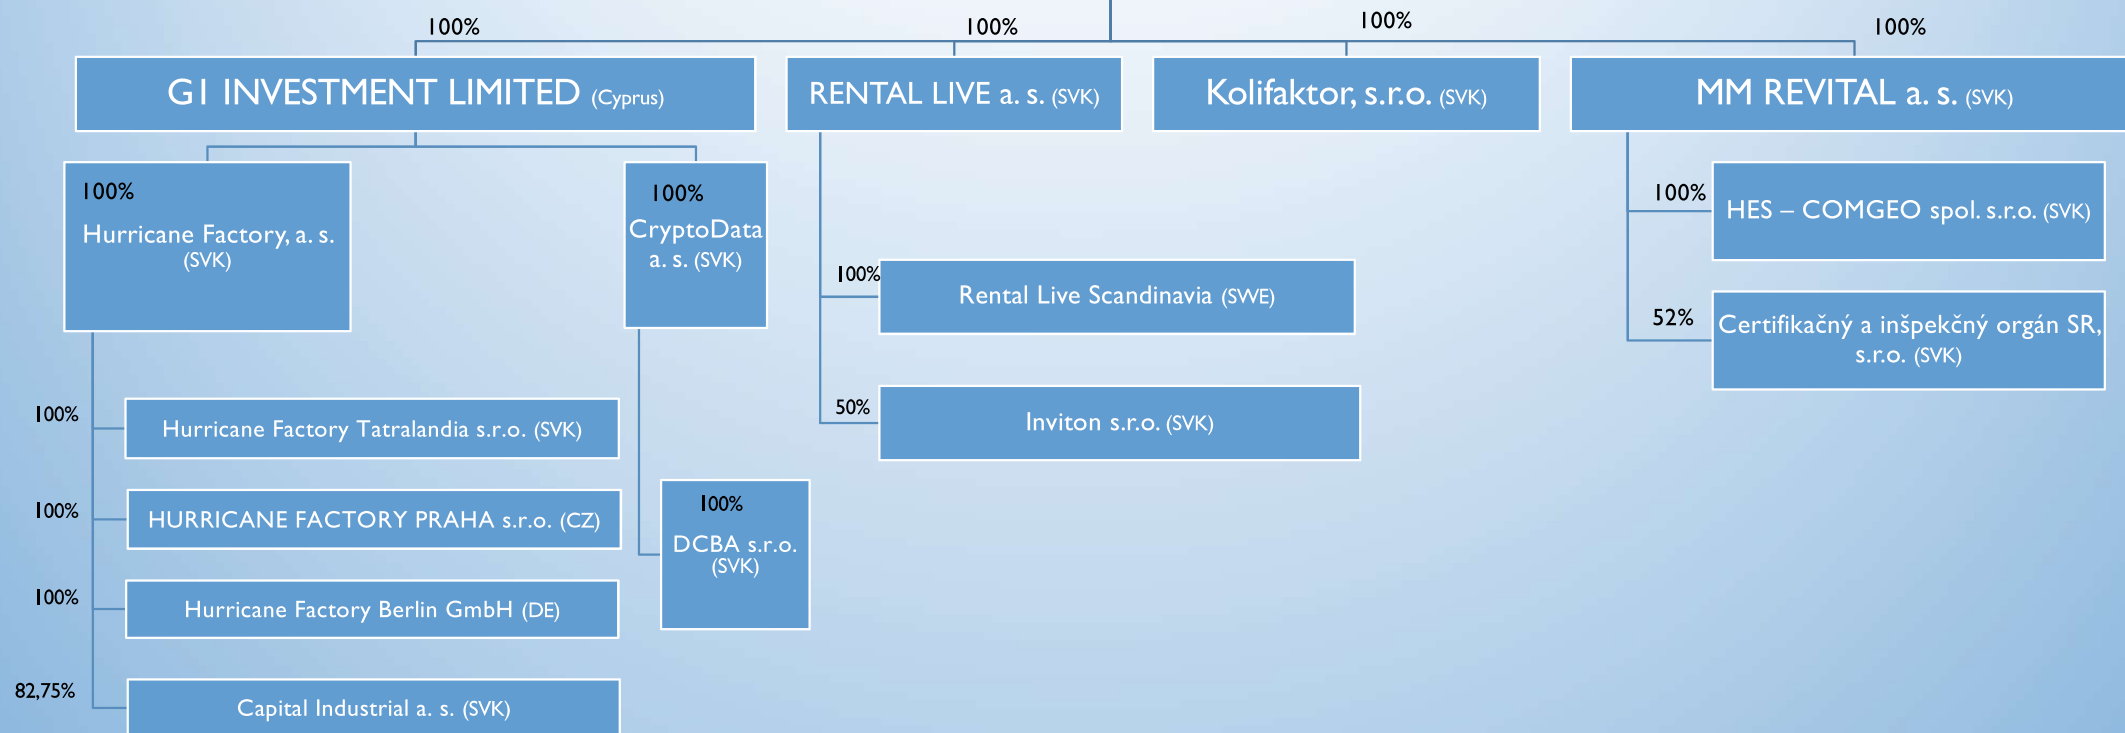 100%
100%
100%
100%
G1 INVESTMENT LIMITED (Cyprus)
RENTAL LIVE a. s. (SVK)
Kolifaktor, s.r.o. (SVK)
MM REVITAL a. s. (SVK)
100%
Hurricane Factory, a. s.
(SVK)
100%
CryptoData
a. s. (SVK)
100%
HES – COMGEO spol. s.r.o. (SVK)
100%
Rental Live Scandinavia (SWE)
52%
Certifikačný a inšpekčný orgán SR,
s.r.o. (SVK)
50%
Inviton s.r.o. (SVK)
100%
Hurricane Factory Tatralandia s.r.o. (SVK)
100%
HURRICANE FACTORY PRAHA s.r.o. (CZ)
100%
DCBA s.r.o.
(SVK)
100%
Hurricane Factory Berlin GmbH (DE)
82,75%
Capital Industrial a. s. (SVK)